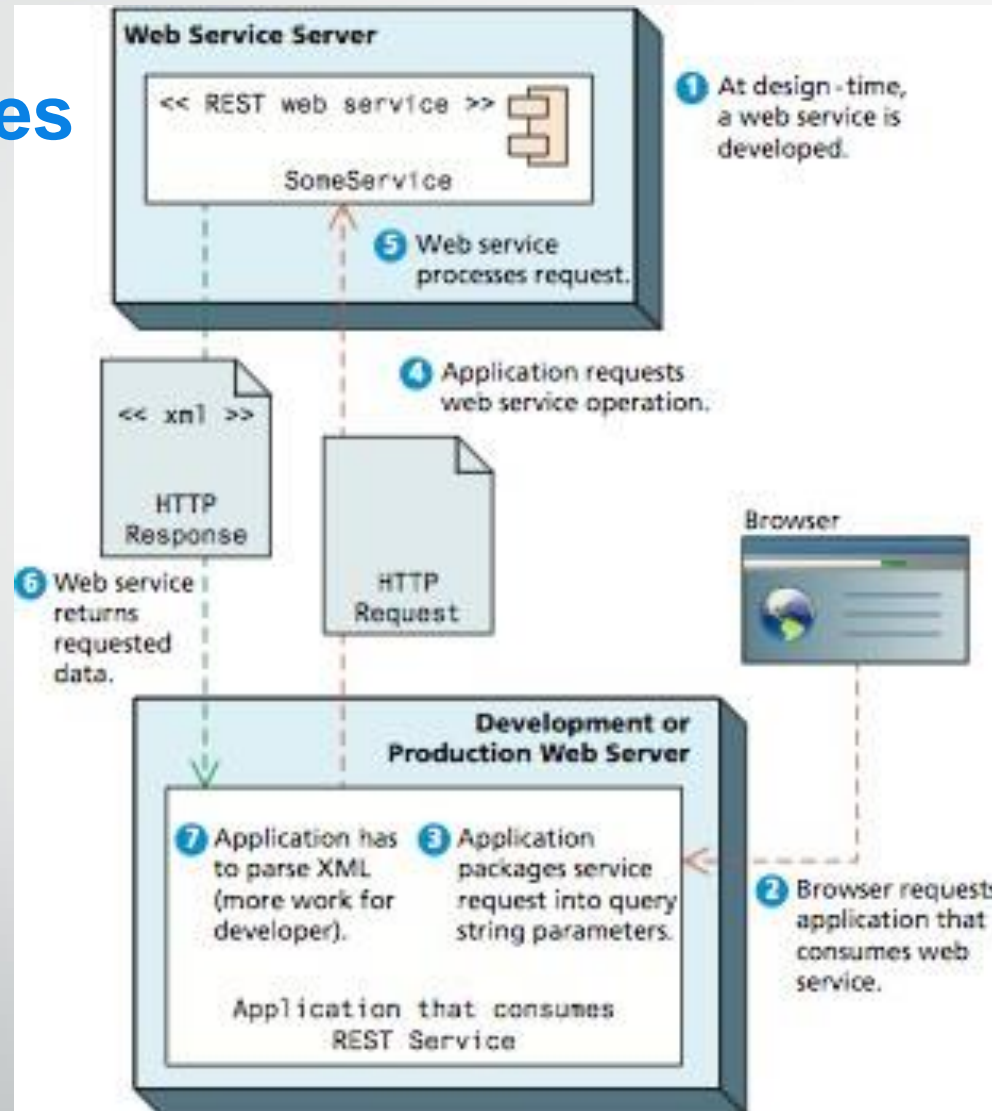 es
Web Service Server
<< REST web service >>
SomeService
1 At design-time,
a web service is
developed.
5 Web service
processes request.
4 Application requests
web service operation.
<< xml >>
HTTP
Response
HTTP
Request
Browser
6 Web service
returns
requested
data.
Development or
Production Web Server
7 Application has
to parse XML
(more work for
developer).
3 Application
packages service
request into query
string parameters.
2 Browser requests
application that
consumes web
service.
Application that consumes
REST Service